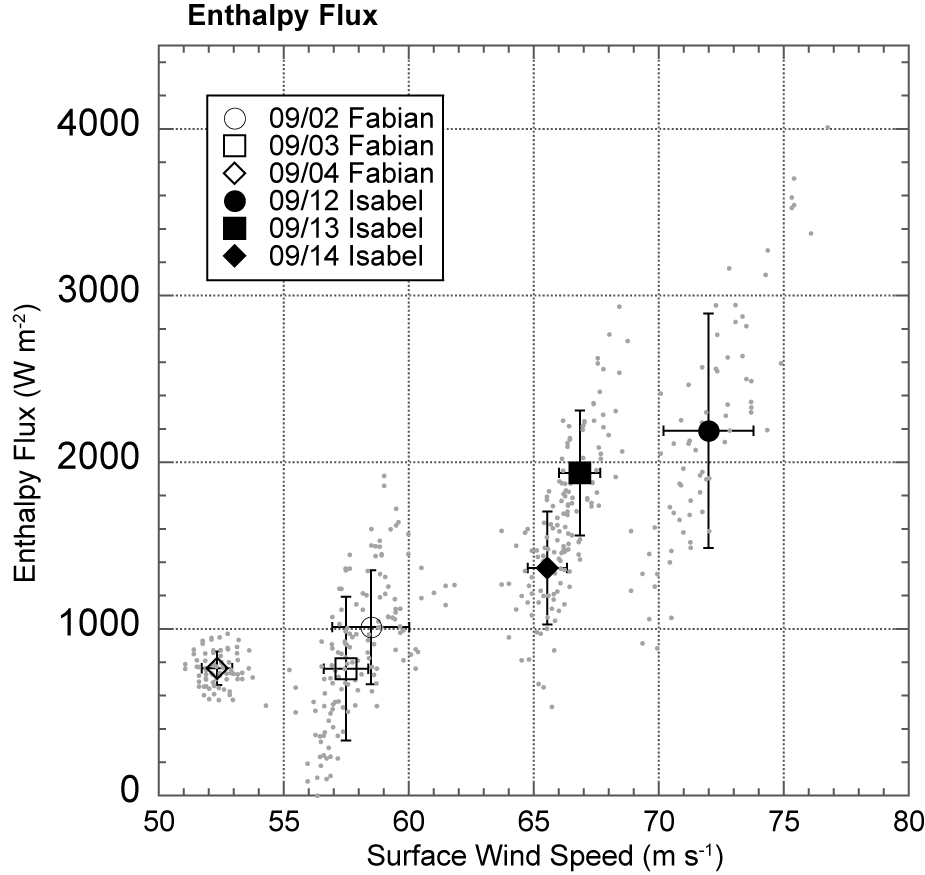 Enthalpy Flux
09/02 Fabian
09/03 Fabian
09/04 Fabian
09/12 Isabel
09/13 Isabel
09/14 Isabel
4000
3000
2000
1000
0
Enthalpy Flux (W m⁻²)
50 55 60 65 70 75 80
Surface Wind Speed (m s⁻¹)